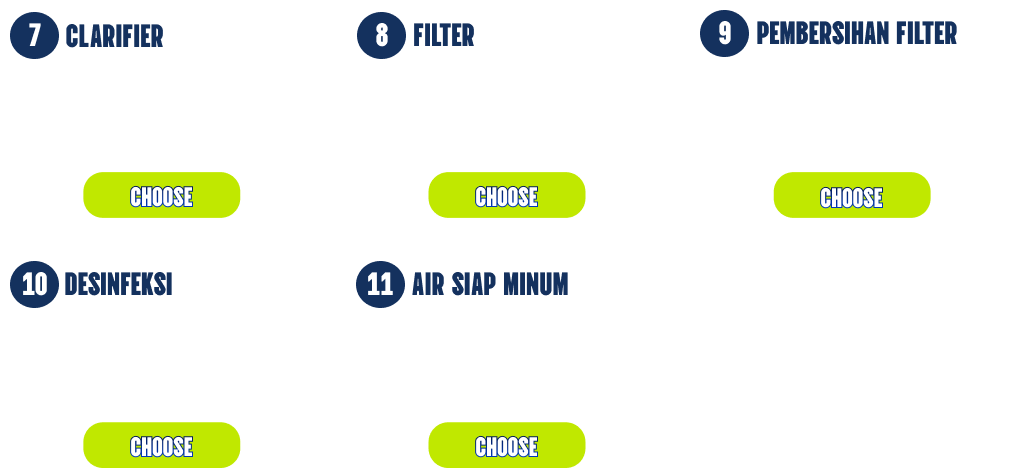 7 CLARIFIER
8 FILTER
9 PEMBERSIHAN FILTER
CHOOSE
CHOOSE
CHOOSE
10 DESINFEKSI
11 AIR SIAP MINUM
CHOOSE
CHOOSE